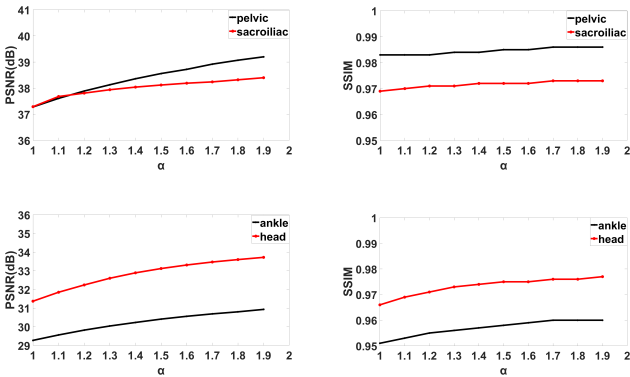 41
40
39
38
37
36
PSNR(dB)
pelvic
sacroiliac
1 1.1 1.2 1.3 1.4 1.5 1.6 1.7 1.8 1.9 2
α
1
0.99
0.98
0.97
0.96
0.95
SSIM
pelvic
sacroiliac
1 1.1 1.2 1.3 1.4 1.5 1.6 1.7 1.8 1.9 2
α
36
35
34
33
32
31
30
29
PSNR(dB)
ankle
head
1 1.1 1.2 1.3 1.4 1.5 1.6 1.7 1.8 1.9 2
α
1
0.99
0.98
0.97
0.96
0.95
SSIM
ankle
head
1 1.1 1.2 1.3 1.4 1.5 1.6 1.7 1.8 1.9 2
α